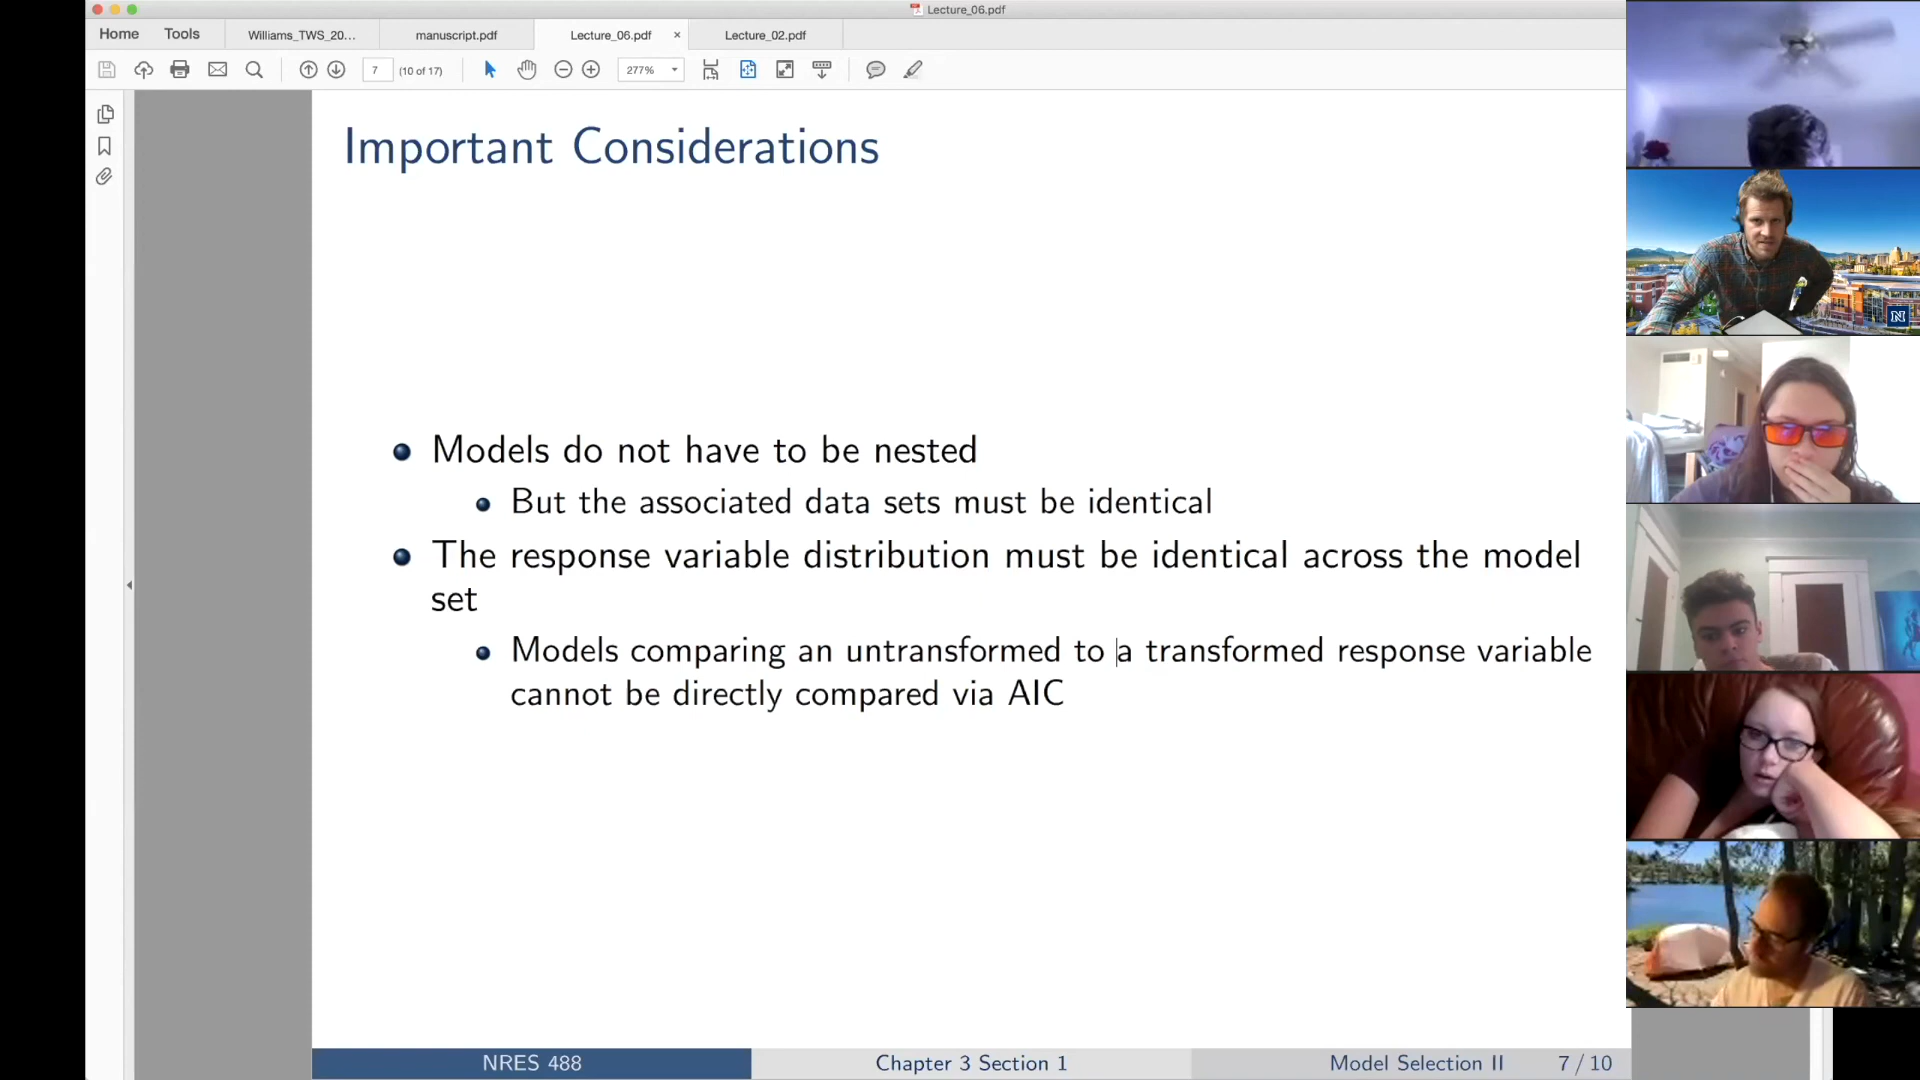 Lecture_06.pdf
Home Tools Williams_TWS_20... manuscript.pdf Lecture_06.pdf × Lecture_02.pdf
7 (10 of 17) 277%
Important Considerations
Models do not have to be nested
But the associated data sets must be identical
The response variable distribution must be identical across the model
set
Models comparing an untransformed to a transformed response variable
cannot be directly compared via AIC
NRES 488 Chapter 3 Section 1 Model Selection II 7 / 10
N